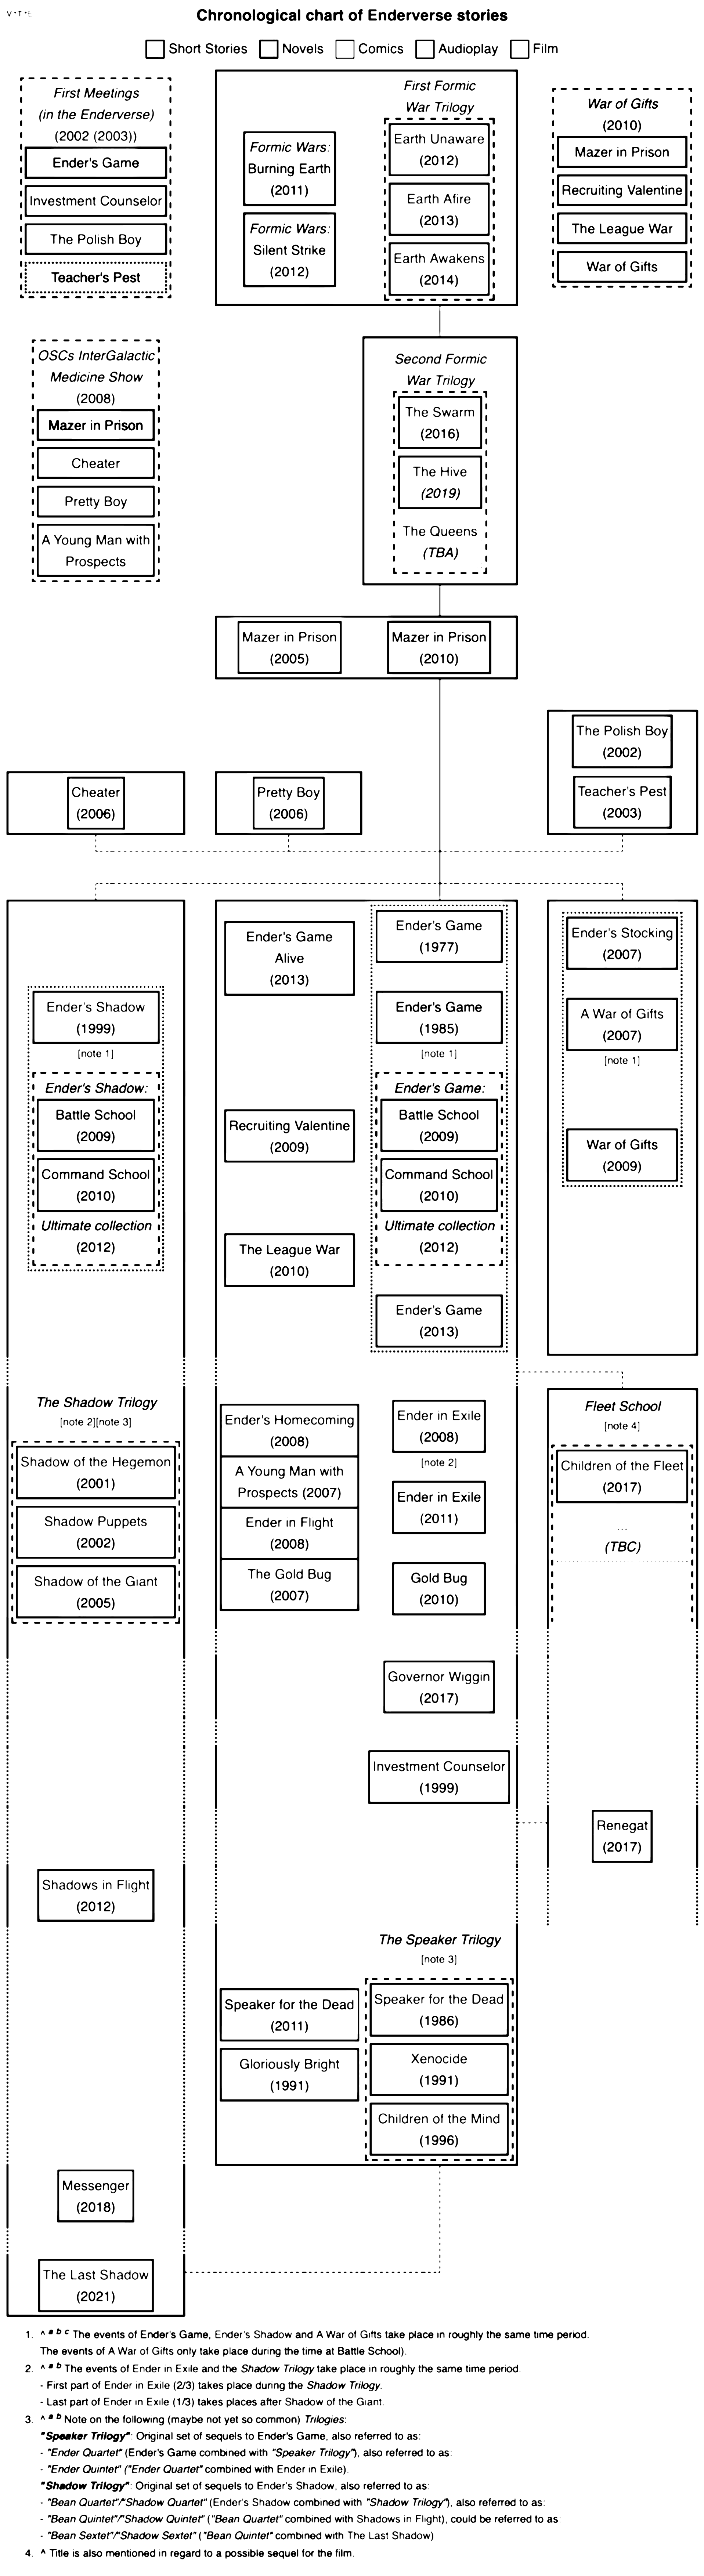 V • T • E
Chronological chart of Enderverse stories
Short Stories Novels Comics Audioplay Film
First Meetings
(in the Enderverse)
(2002 (2003))
Ender's Game
Investment Counselor
The Polish Boy
Teacher's Pest
Formic Wars:
Burning Earth
(2011)
Formic Wars:
Silent Strike
(2012)
First Formic
War Trilogy
Earth Unaware
(2012)
Earth Afire
(2013)
Earth Awakens
(2014)
War of Gifts
(2010)
Mazer in Prison
Recruiting Valentine
The League War
War of Gifts
OSCs InterGalactic
Medicine Show
(2008)
Mazer in Prison
Cheater
Pretty Boy
A Young Man with
Prospects
Second Formic
War Trilogy
The Swarm
(2016)
The Hive
(2019)
The Queens
(TBA)
Mazer in Prison
(2005)
Mazer in Prison
(2010)
Cheater
(2006)
Pretty Boy
(2006)
The Polish Boy
(2002)
Teacher's Pest
(2003)
Ender's Shadow
(1999)
[note 1]
Ender's Shadow:
Battle School
(2009)
Command School
(2010)
Ultimate collection
(2012)
Ender's Game
Alive
(2013)
Recruiting Valentine
(2009)
The League War
(2010)
Ender's Game
(1977)
Ender's Game
(1985)
[note 1]
Ender's Game:
Battle School
(2009)
Command School
(2010)
Ultimate collection
(2012)
Ender's Game
(2013)
Ender's Stocking
(2007)
A War of Gifts
(2007)
[note 1]
War of Gifts
(2009)
The Shadow Trilogy
[note 2][note 3]
Shadow of the Hegemon
(2001)
Shadow Puppets
(2002)
Shadow of the Giant
(2005)
Ender's Homecoming
(2008)
A Young Man with
Prospects (2007)
Ender in Flight
(2008)
The Gold Bug
(2007)
Ender in Exile
(2008)
[note 2]
Ender in Exile
(2011)
Gold Bug
(2010)
Fleet School
[note 4]
Children of the Fleet
(2017)
...
(TBC)
Governor Wiggin
(2017)
Investment Counselor
(1999)
Renegat
(2017)
Shadows in Flight
(2012)
The Speaker Trilogy
[note 3]
Speaker for the Dead
(2011)
Gloriously Bright
(1991)
Speaker for the Dead
(1986)
Xenocide
(1991)
Children of the Mind
(1996)
Messenger
(2018)
The Last Shadow
(2021)
1. ^ a b c The events of Ender's Game, Ender's Shadow and A War of Gifts take place in roughly the same time period.
The events of A War of Gifts only take place during the time at Battle School).
2. ^ a b The events of Ender in Exile and the Shadow Trilogy take place in roughly the same time period.
- First part of Ender in Exile (2/3) takes place during the Shadow Trilogy.
- Last part of Ender in Exile (1/3) takes places after Shadow of the Giant.
3. ^ a b Note on the following (maybe not yet so common) Trilogies:
"Speaker Trilogy": Original set of sequels to Ender's Game, also referred to as:
- "Ender Quartet" (Ender's Game combined with "Speaker Trilogy"), also referred to as:
- "Ender Quintet" ("Ender Quartet" combined with Ender in Exile).
"Shadow Trilogy": Original set of sequels to Ender's Shadow, also referred to as:
- "Bean Quartet"/"Shadow Quartet" (Ender's Shadow combined with "Shadow Trilogy"), also referred to as:
- "Bean Quintet"/"Shadow Quintet" ("Bean Quartet" combined with Shadows in Flight), could be referred to as:
- "Bean Sextet"/"Shadow Sextet" ("Bean Quintet" combined with The Last Shadow)
4. ^ Title is also mentioned in regard to a possible sequel for the film.